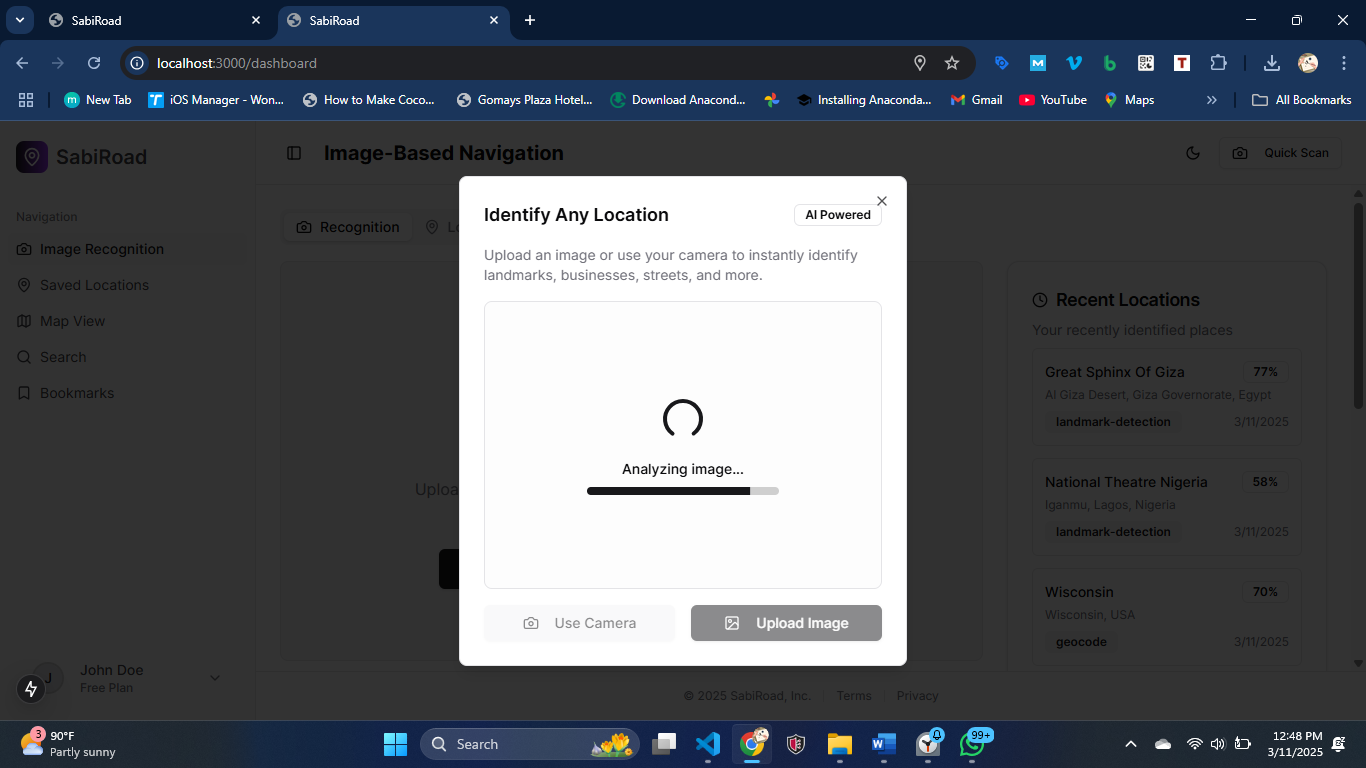 SabiRoad
SabiRoad
localhost:3000/dashboard
New Tab
iOS Manager - Won...
How to Make Coco...
Gomays Plaza Hotel...
Download Anacond...
Installing Anaconda...
Gmail
YouTube
Maps
All Bookmarks
SabiRoad
Image-Based Navigation
Quick Scan
Navigation
Image Recognition
Saved Locations
Map View
Search
Bookmarks
Recognition
Lo
Uploa
Identify Any Location
AI Powered
Upload an image or use your camera to instantly identify
landmarks, businesses, streets, and more.
Analyzing image...
Use Camera
Upload Image
Recent Locations
Your recently identified places
Great Sphinx Of Giza
77%
Al Giza Desert, Giza Governorate, Egypt
landmark-detection
3/11/2025
National Theatre Nigeria
58%
Iganmu, Lagos, Nigeria
landmark-detection
3/11/2025
Wisconsin
70%
Wisconsin, USA
geocode
3/11/2025
J
John Doe
Free Plan
© 2025 SabiRoad, Inc.
Terms
Privacy
3
90°F
Partly sunny
Search
99+
12:48 PM
3/11/2025